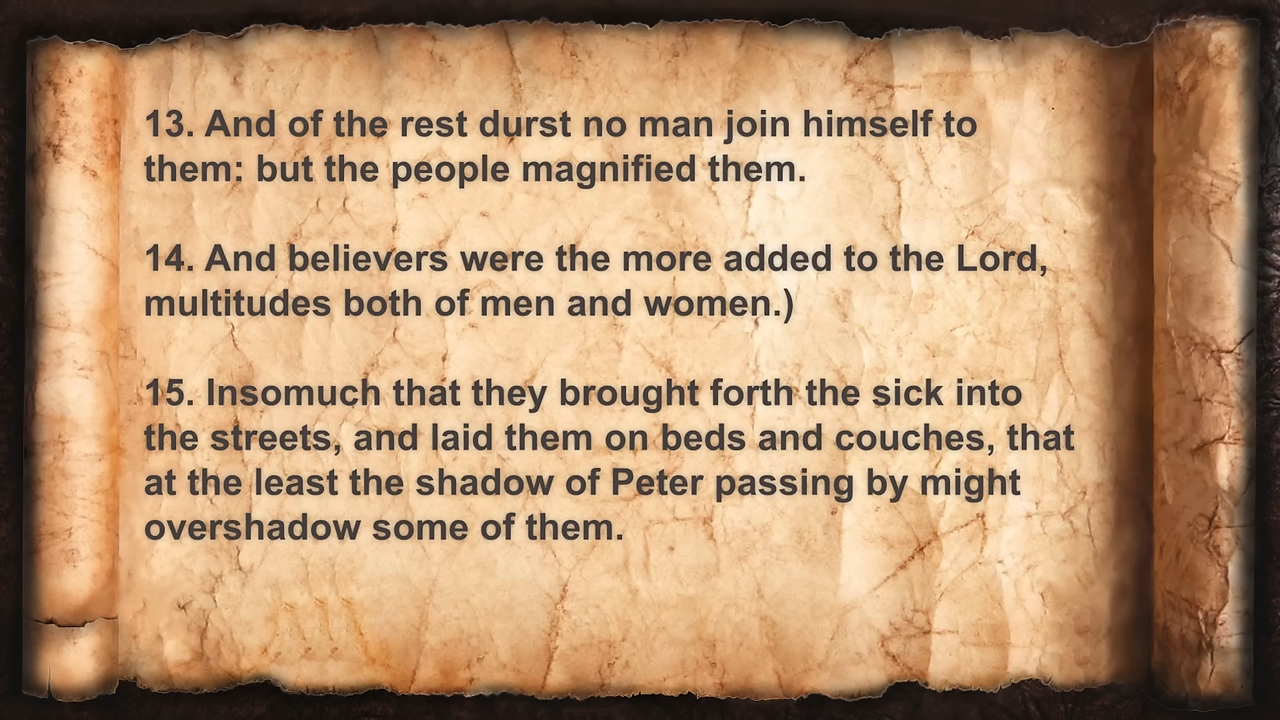 13. And of the rest durst no man join himself to
them: but the people magnified them.
14. And believers were the more added to the Lord,
multitudes both of men and women.)
15. Insomuch that they brought forth the sick into
the streets, and laid them on beds and couches, that
at the least the shadow of Peter passing by might
overshadow some of them.